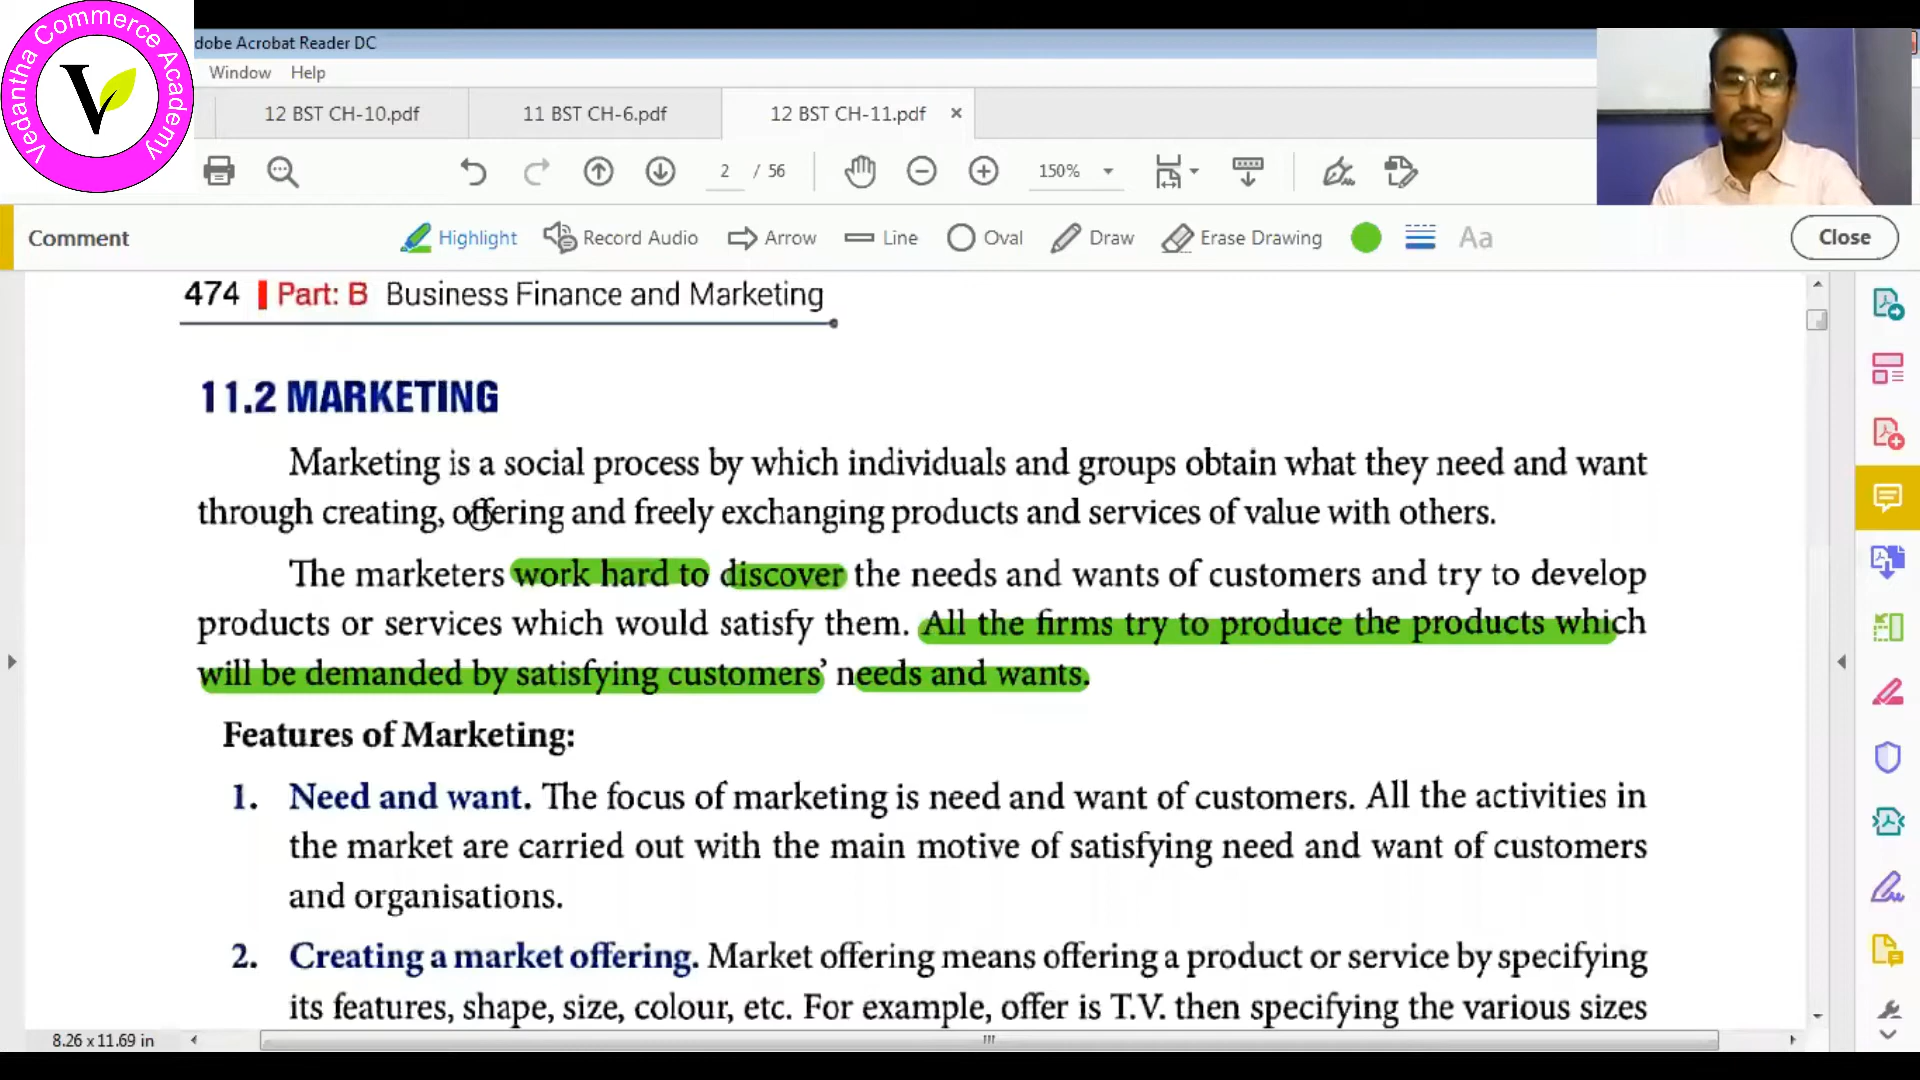 Vedantha Commerce Academy
V
dobe Acrobat Reader DC
Window Help
12 BST CH-10.pdf 11 BST CH-6.pdf 12 BST CH-11.pdf ×
2 / 56 150%
Comment Highlight Record Audio Arrow Line Oval Draw Erase Drawing Aa Close
474 Part: B Business Finance and Marketing
11.2 MARKETING
Marketing is a social process by which individuals and groups obtain what they need and want
through creating, offering and freely exchanging products and services of value with others.
The marketers work hard to discover the needs and wants of customers and try to develop
products or services which would satisfy them. All the firms try to produce the products which
will be demanded by satisfying customers’ needs and wants.
Features of Marketing:
1. Need and want. The focus of marketing is need and want of customers. All the activities in
the market are carried out with the main motive of satisfying need and want of customers
and organisations.
2. Creating a market offering. Market offering means offering a product or service by specifying
its features, shape, size, colour, etc. For example, offer is T.V. then specifying the various sizes
8.26 x 11.69 in